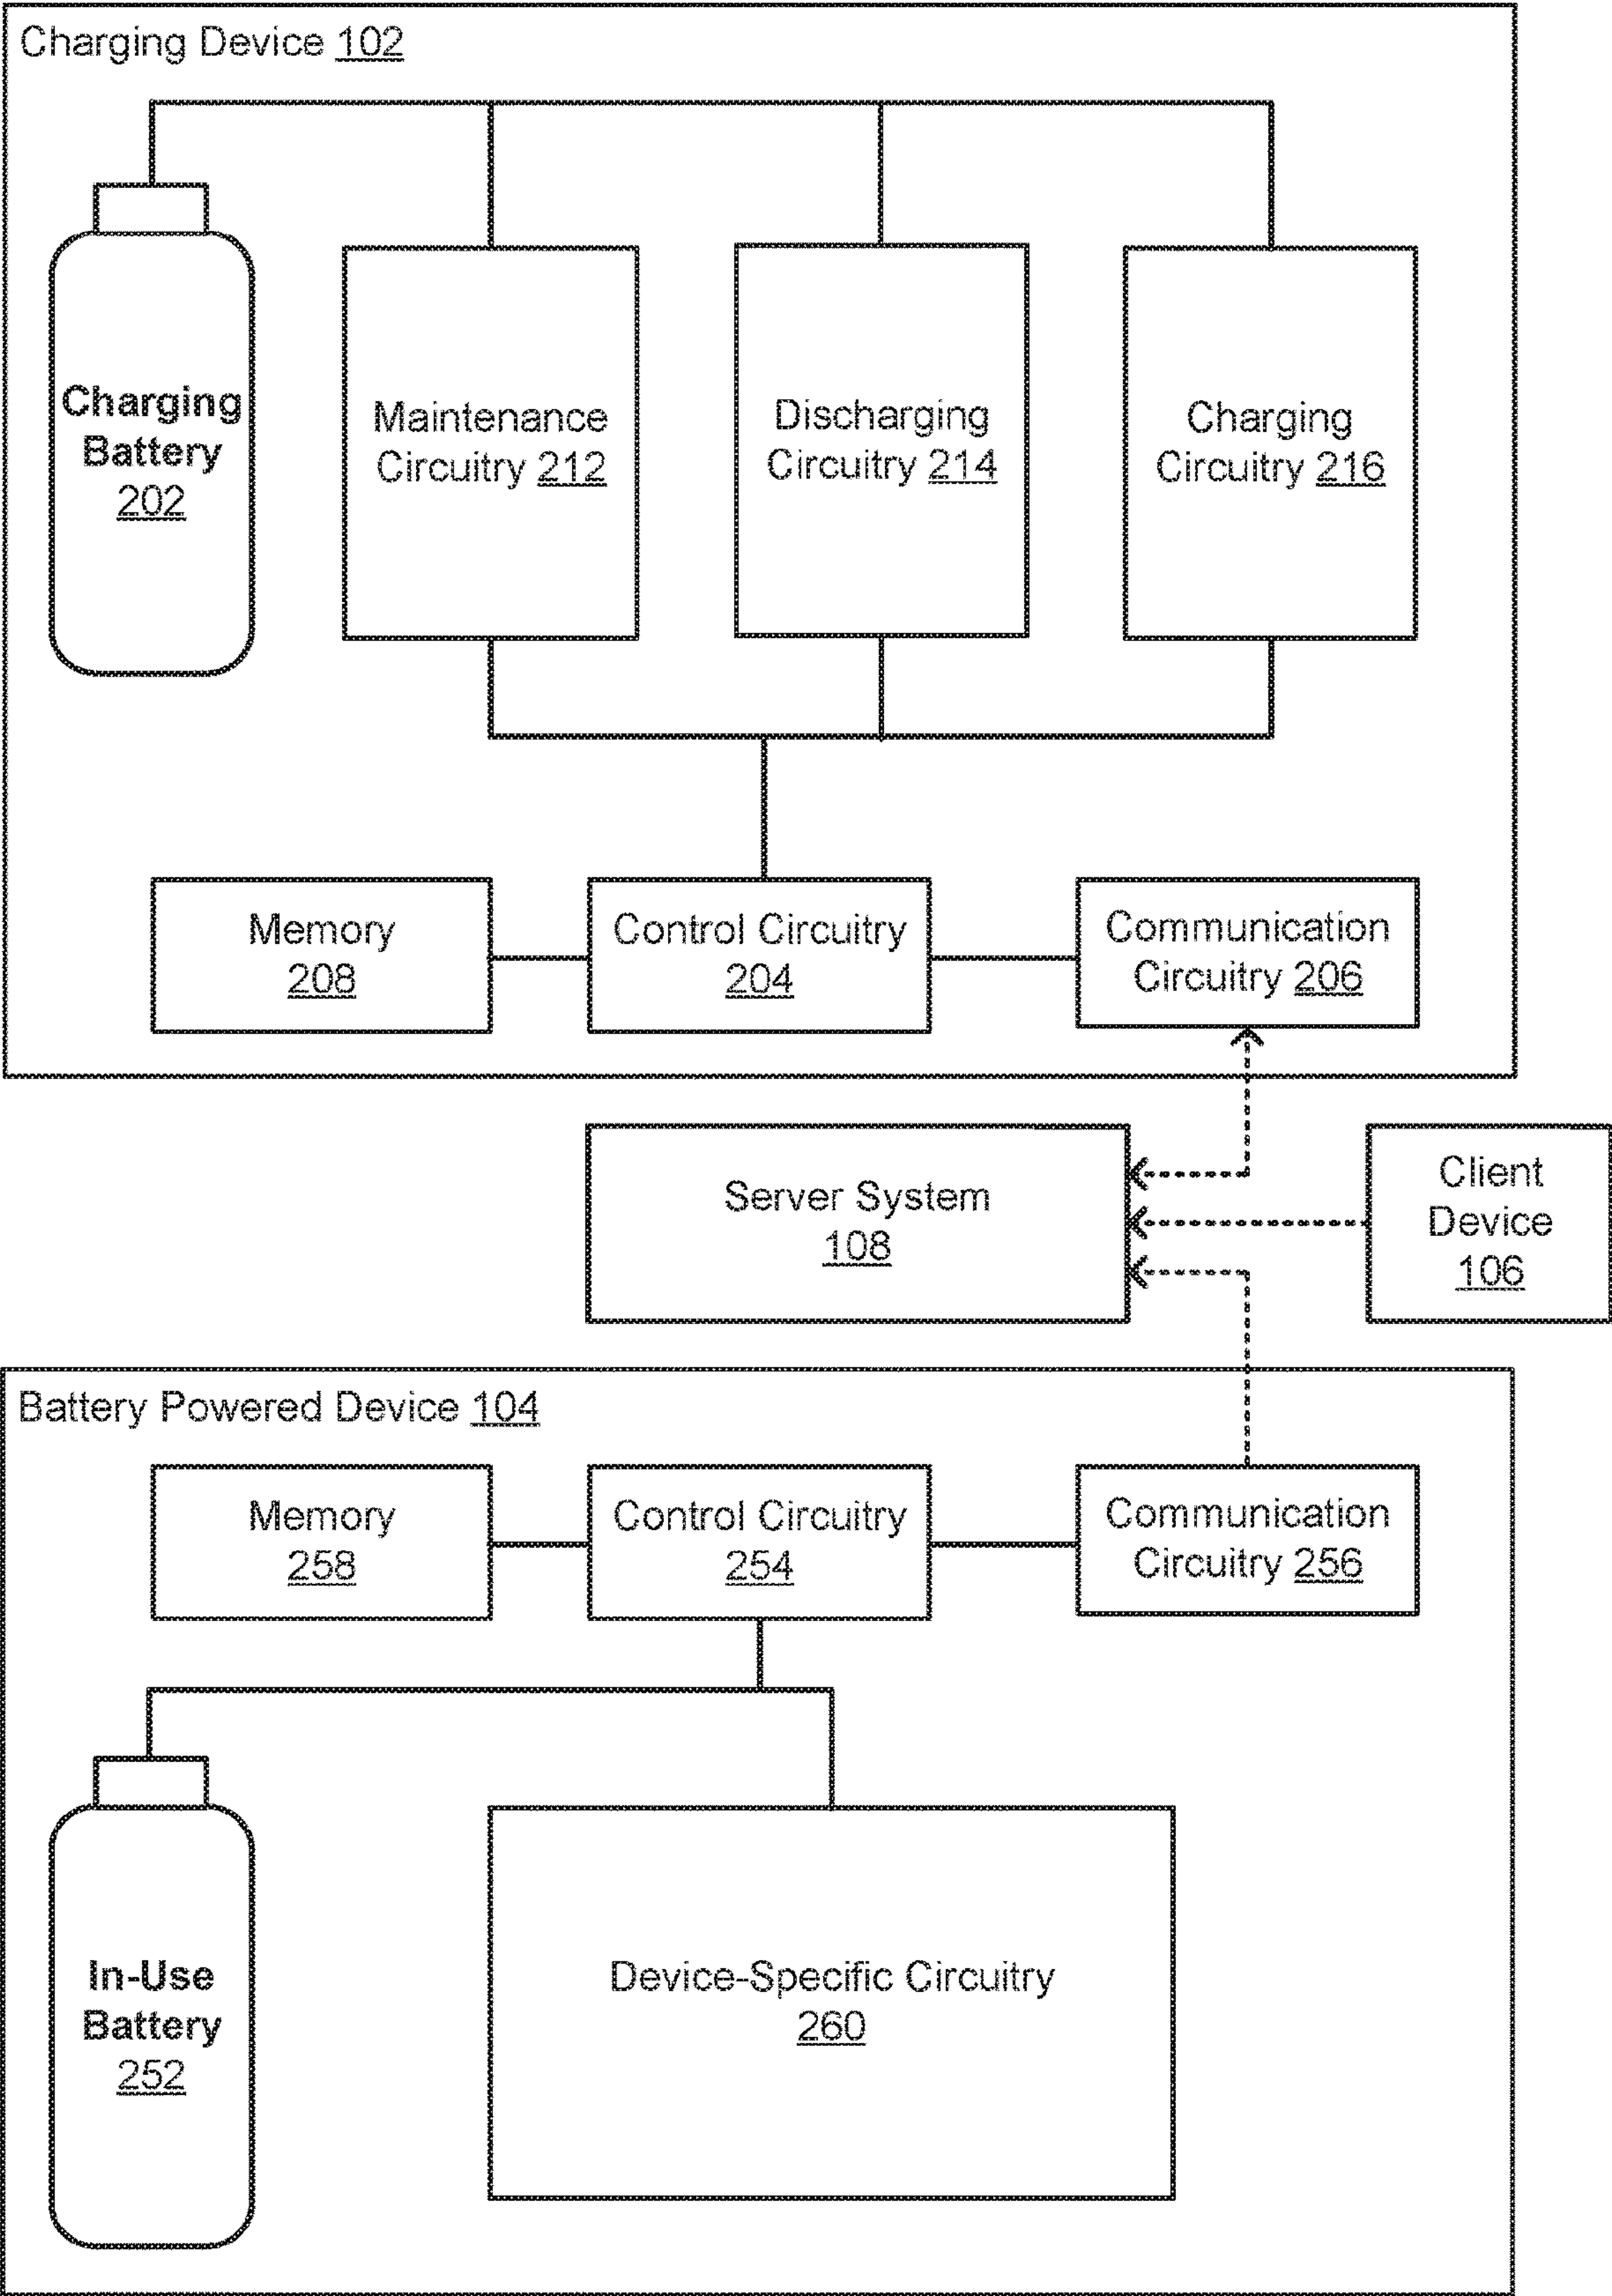 Charging Device 102
Charging
Battery
202
Maintenance
Circuitry 212
Discharging
Circuitry 214
Charging
Circuitry 216
Memory
208
Control Circuitry
204
Communication
Circuitry 206
Server System
108
Client
Device
106
Battery Powered Device 104
Memory
258
Control Circuitry
254
Communication
Circuitry 256
In-Use
Battery
252
Device-Specific Circuitry
260